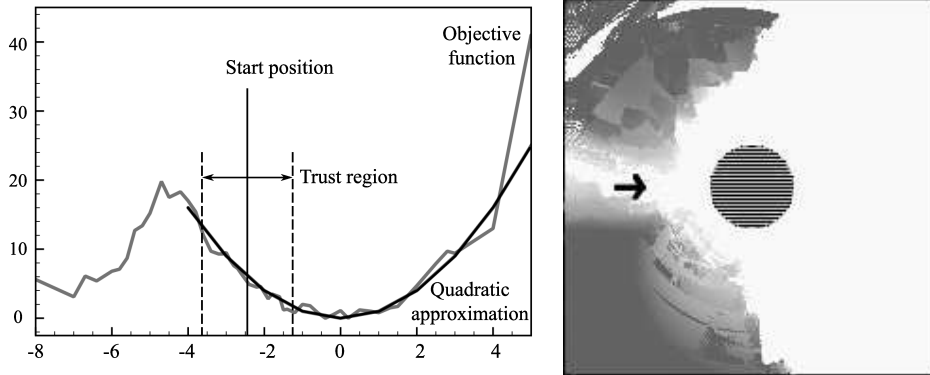 40
30
20
10
0
-8
-6
-4
-2
0
2
4
Objective
function
Start position
Trust region
Quadratic
approximation